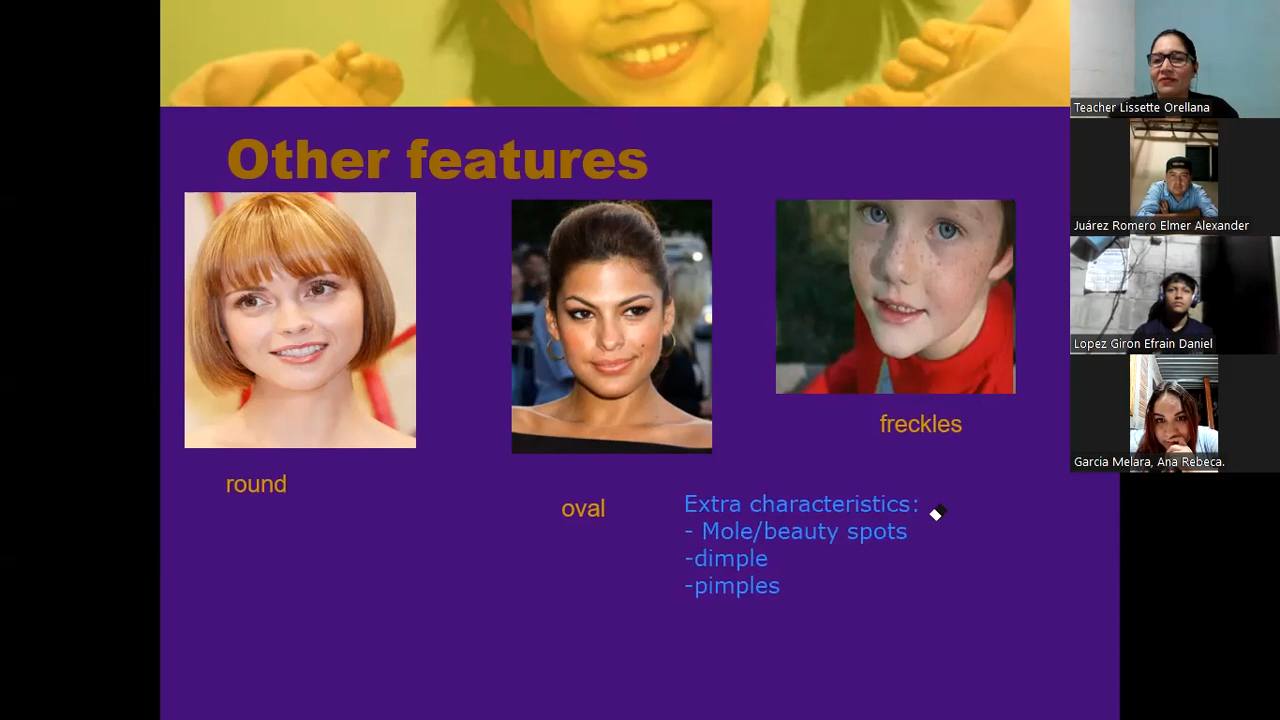 Other features
round
oval
freckles
Extra characteristics:
- Mole/beauty spots
-dimple
-pimples
Teacher Lissette Orellana
Juárez Romero Elmer Alexander
Lopez Giron Efrain Daniel
Garcia Melara, Ana Rebeca.